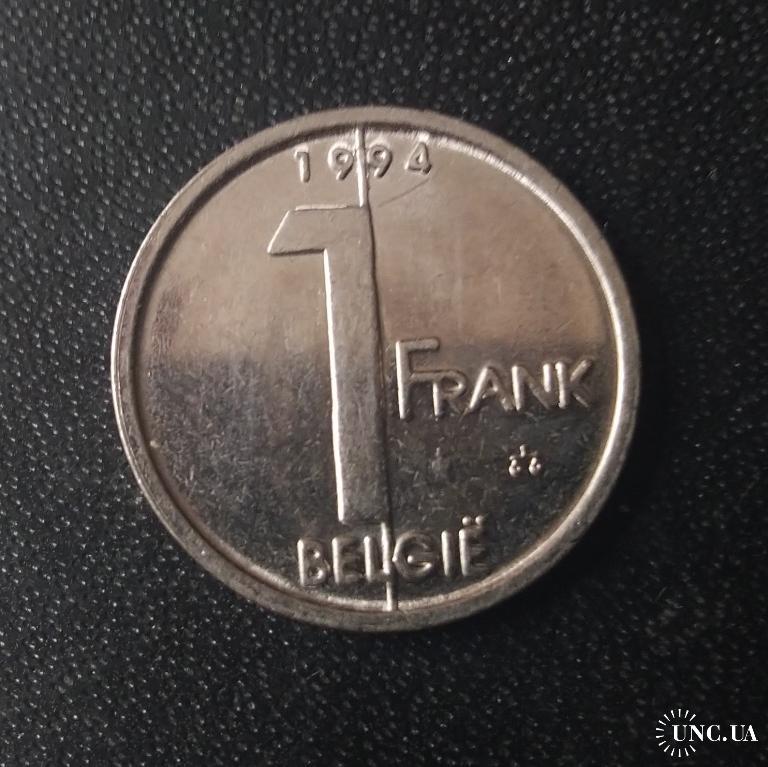 1994
1
FRANK
BELGIË
UNC.UA